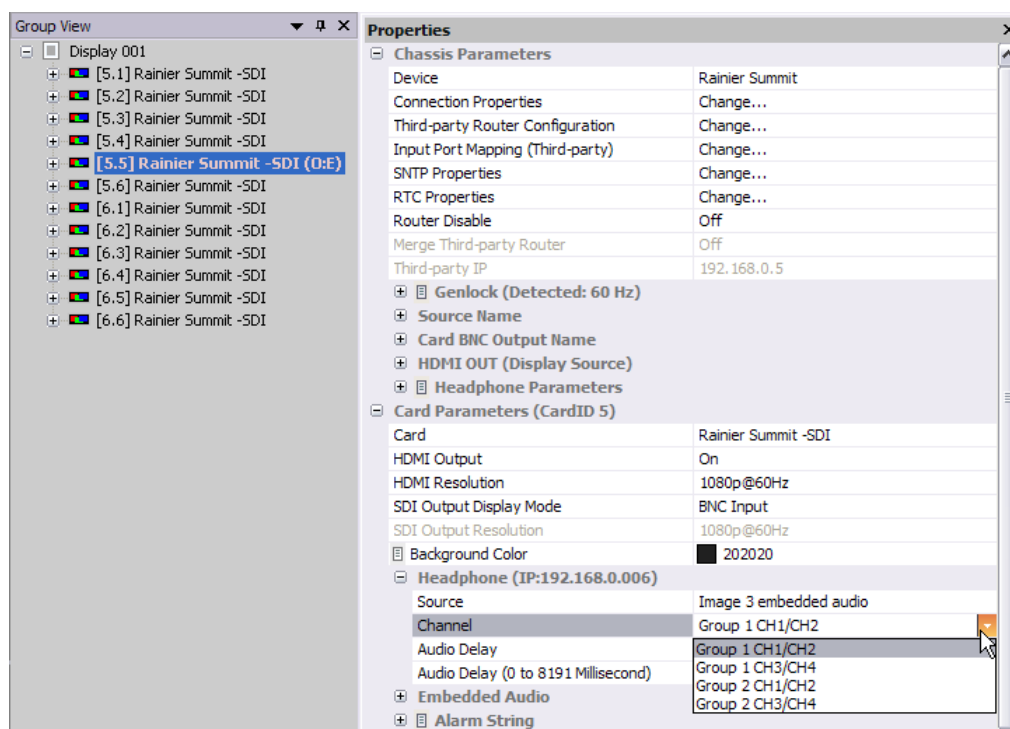 Group View
Display 001
[5.1] Rainier Summit -SDI
[5.2] Rainier Summit -SDI
[5.3] Rainier Summit -SDI
[5.4] Rainier Summit -SDI
[5.5] Rainier Summit -SDI (O:E)
[5.6] Rainier Summit -SDI
[6.1] Rainier Summit -SDI
[6.2] Rainier Summit -SDI
[6.3] Rainier Summit -SDI
[6.4] Rainier Summit -SDI
[6.5] Rainier Summit -SDI
[6.6] Rainier Summit -SDI
Properties
Chassis Parameters
Device Rainier Summit
Connection Properties Change...
Third-party Router Configuration Change...
Input Port Mapping (Third-party) Change...
SNTP Properties Change...
RTC Properties Change...
Router Disable Off
Merge Third-party Router Off
Third-party IP 192.168.0.5
Genlock (Detected: 60 Hz)
Source Name
Card BNC Output Name
HDMI OUT (Display Source)
Headphone Parameters
Card Parameters (CardID 5)
Card Rainier Summit -SDI
HDMI Output On
HDMI Resolution 1080p@60Hz
SDI Output Display Mode BNC Input
SDI Output Resolution 1080p@60Hz
Background Color 202020
Headphone (IP:192.168.0.006)
Source Image 3 embedded audio
Channel Group 1 CH1/CH2
Audio Delay Group 1 CH1/CH2
Group 1 CH3/CH4
Audio Delay (0 to 8191 Millisecond) Group 2 CH1/CH2
Group 2 CH3/CH4
Embedded Audio
Alarm String